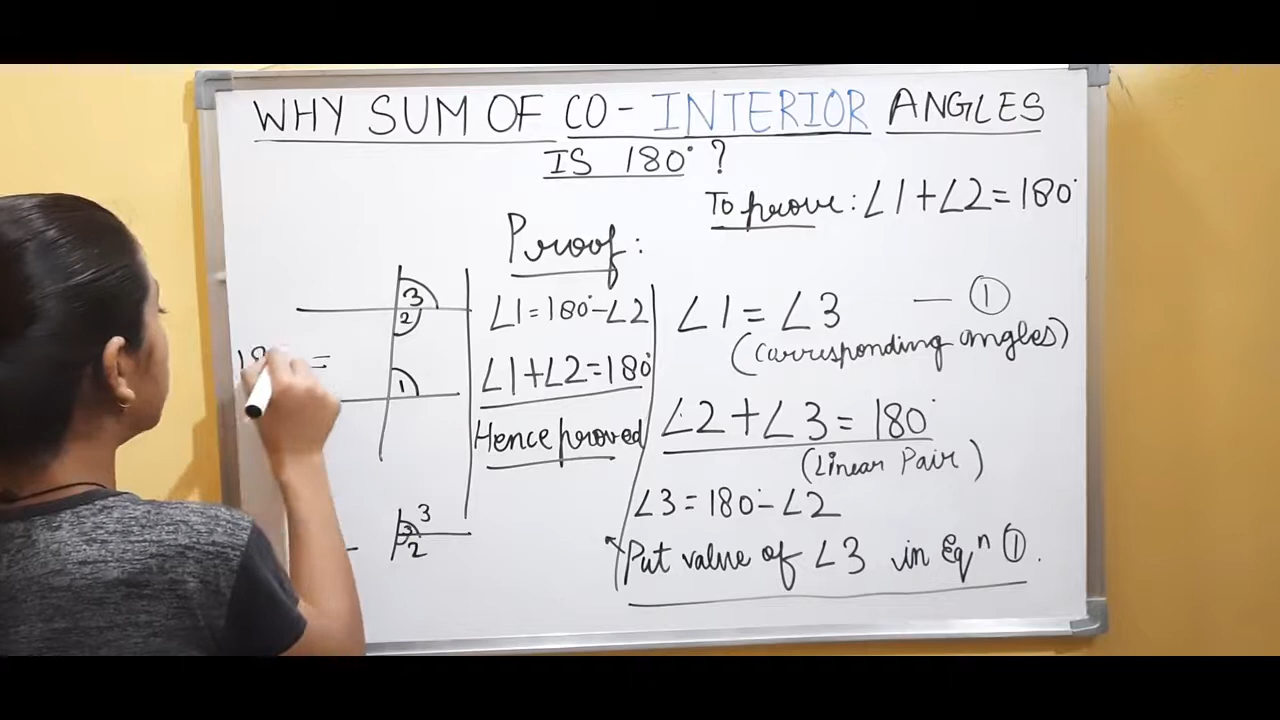 WHY SUM OF CO-INTERIOR ANGLES
IS 180° ?
To prove: ∠1+∠2=180°
Proof:
3
2
1
18
=
3
2
∠1=180°-∠2
∠1+∠2=180°
Hence proved
∠1=∠3 — ①
(Corresponding angles)
∠2+∠3=180°
(Linear Pair)
∠3=180°-∠2
Put value of ∠3 in Eqⁿ ①.